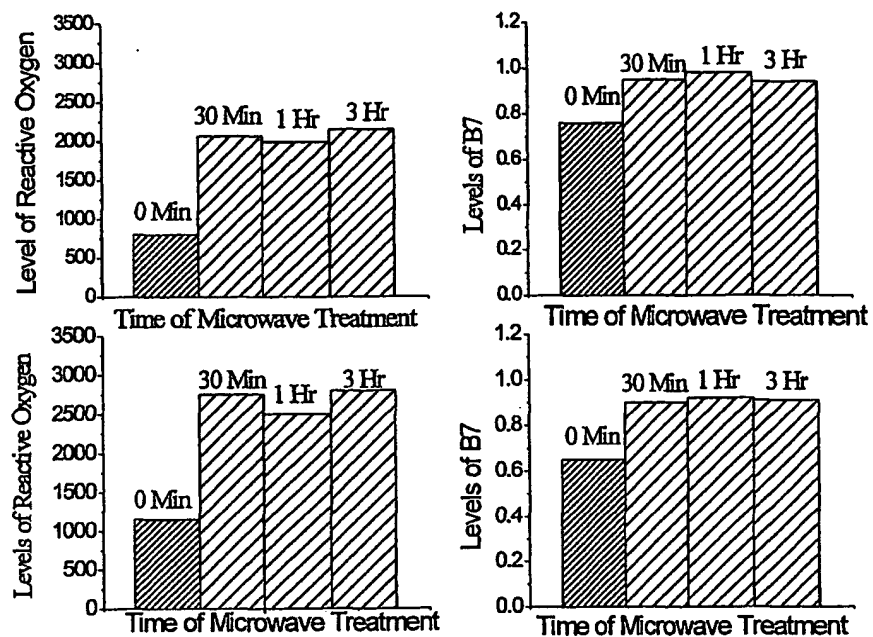 Level of Reactive Oxygen
3500
3000
2500
2000
1500
1000
500
0
0 Min
30 Min
1 Hr
3 Hr
Time of Microwave Treatment
Levels of B7
1.2
1.0
0.8
0.6
0.4
0.2
0.0
0 Min
30 Min
1 Hr
3 Hr
Time of Microwave Treatment
Levels of Reactive Oxygen
3500
3000
2500
2000
1500
1000
500
0
0 Min
30 Min
1 Hr
3 Hr
Time of Microwave Treatment
Levels of B7
1.2
1.0
0.8
0.6
0.4
0.2
0.0
0 Min
30 Min
1 Hr
3 Hr
Time of Microwave Treatment